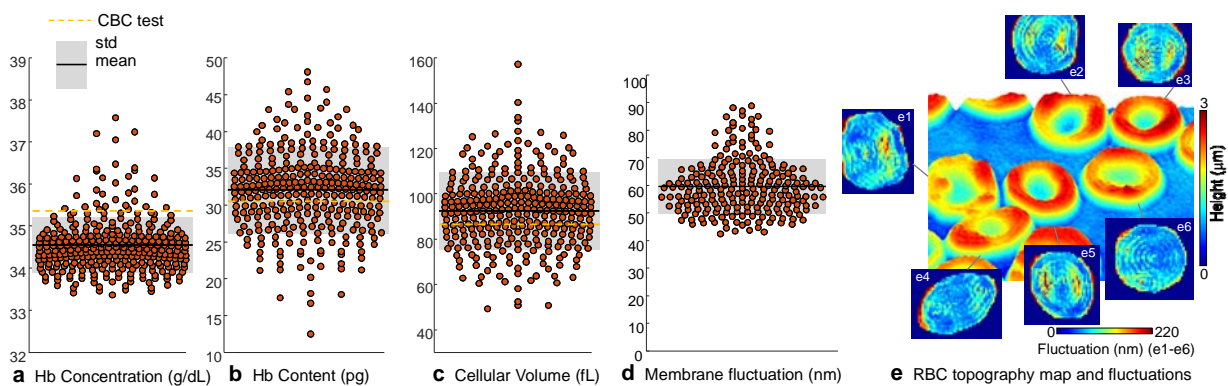 CBC test
std
mean
39
38
37
36
35
34
33
32
a Hb Concentration (g/dL)
50
45
40
35
30
25
20
15
10
b Hb Content (pg)
160
140
120
100
80
60
40
c Cellular Volume (fL)
100
90
80
70
60
50
40
30
20
10
0
d Membrane fluctuation (nm)
e1
e2
e3
e4
e5
e6
3
Height (μm)
0
0 220
Fluctuation (nm) (e1-e6)
e RBC topography map and fluctuations